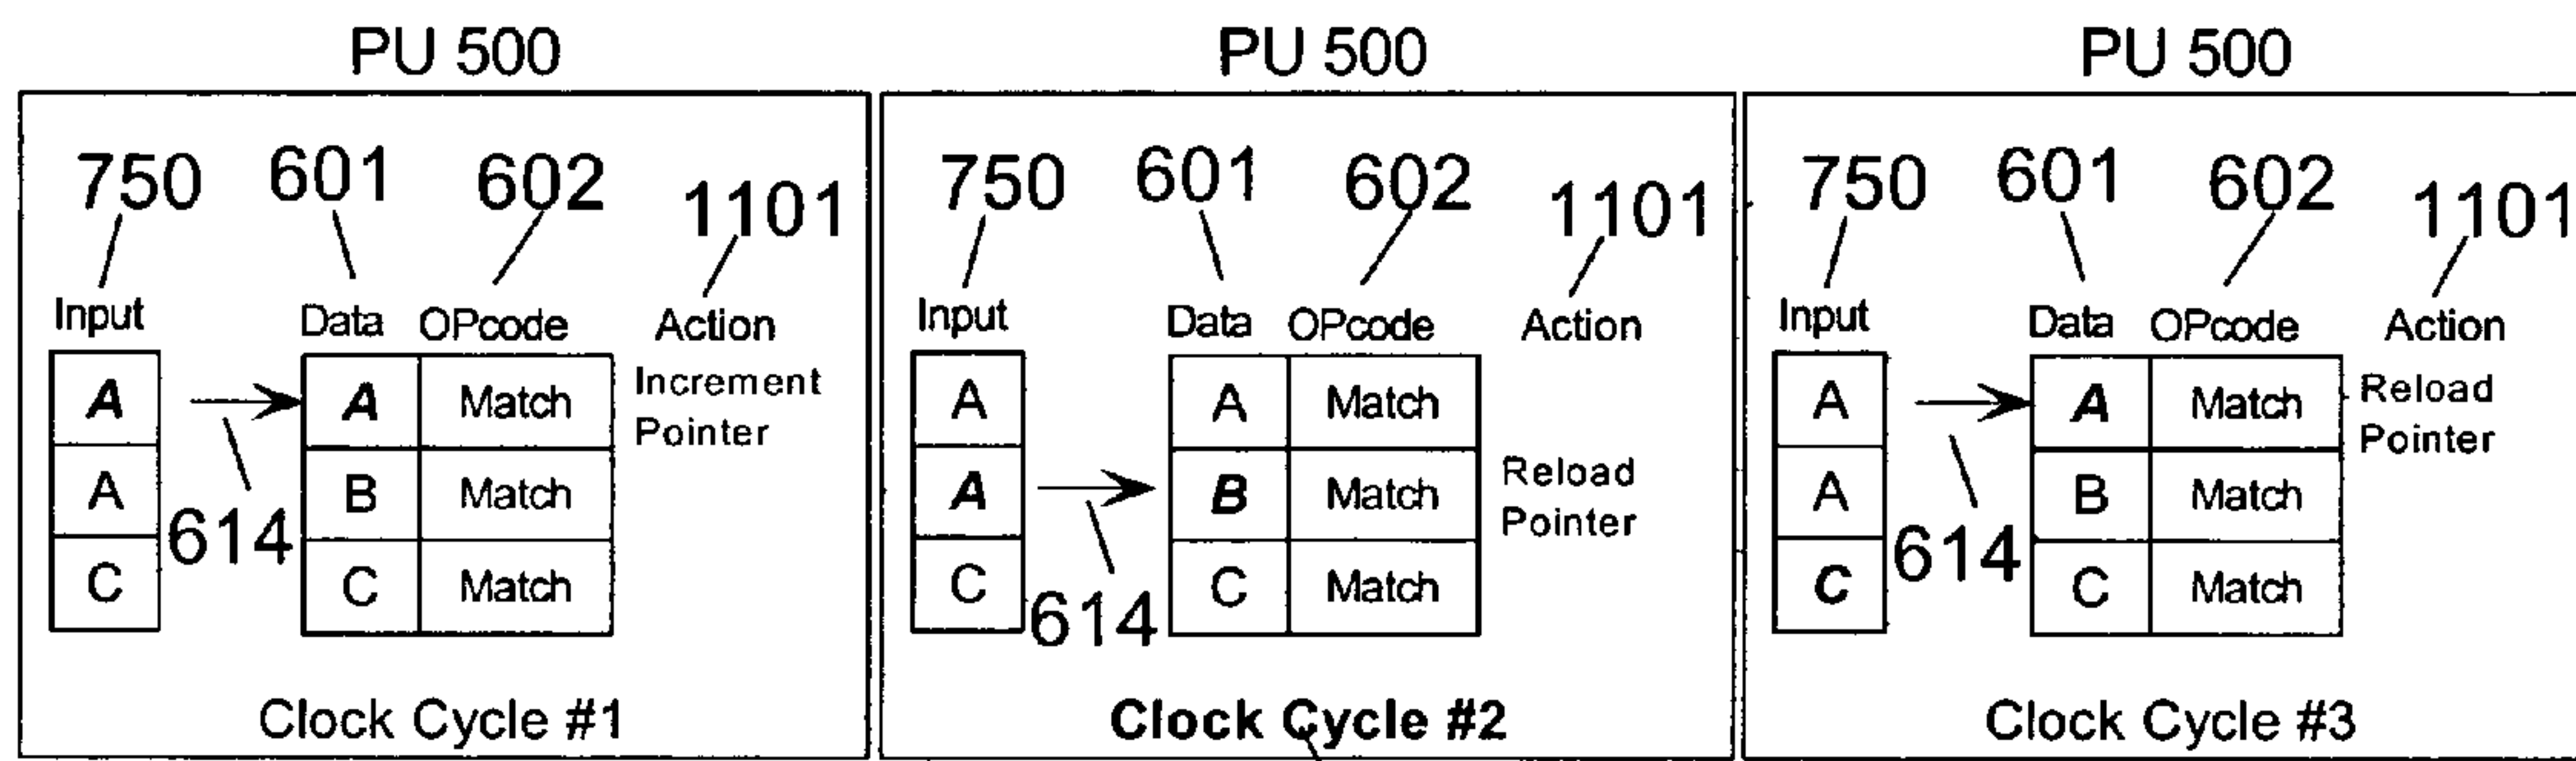 PU 500 PU 500 PU 500
750 601 602 1101
Input Data OPcode Action
A A Match Increment Pointer
A B Match
614
C C Match
Clock Cycle #1
750 601 602 1101
Input Data OPcode Action
A A Match
A B Match Reload Pointer
C C Match
614
Clock Cycle #2
750 601 602 1101
Input Data OPcode Action
A A Match Reload Pointer
A B Match
614
C C Match
Clock Cycle #3